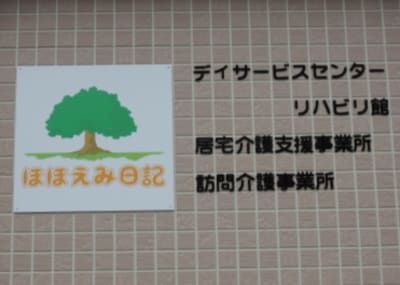 ほほえみ日記
デイサービスセンター
リハビリ館
居宅介護支援事業所
訪問介護事業所